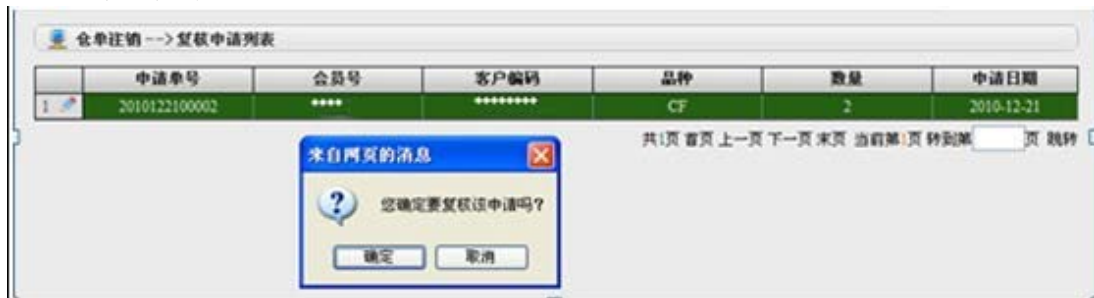 仓单注销-->复核申请列表
申请单号 会员号 客户编码 品种 数量 申请日期
1 2010122100002 **** ******** CF 2 2010-12-21
共1页 首页 上一页 下一页 末页 当前第1页 转到第 页 跳转
来自网页的消息
您确定要复核该申请吗?
确定 取消